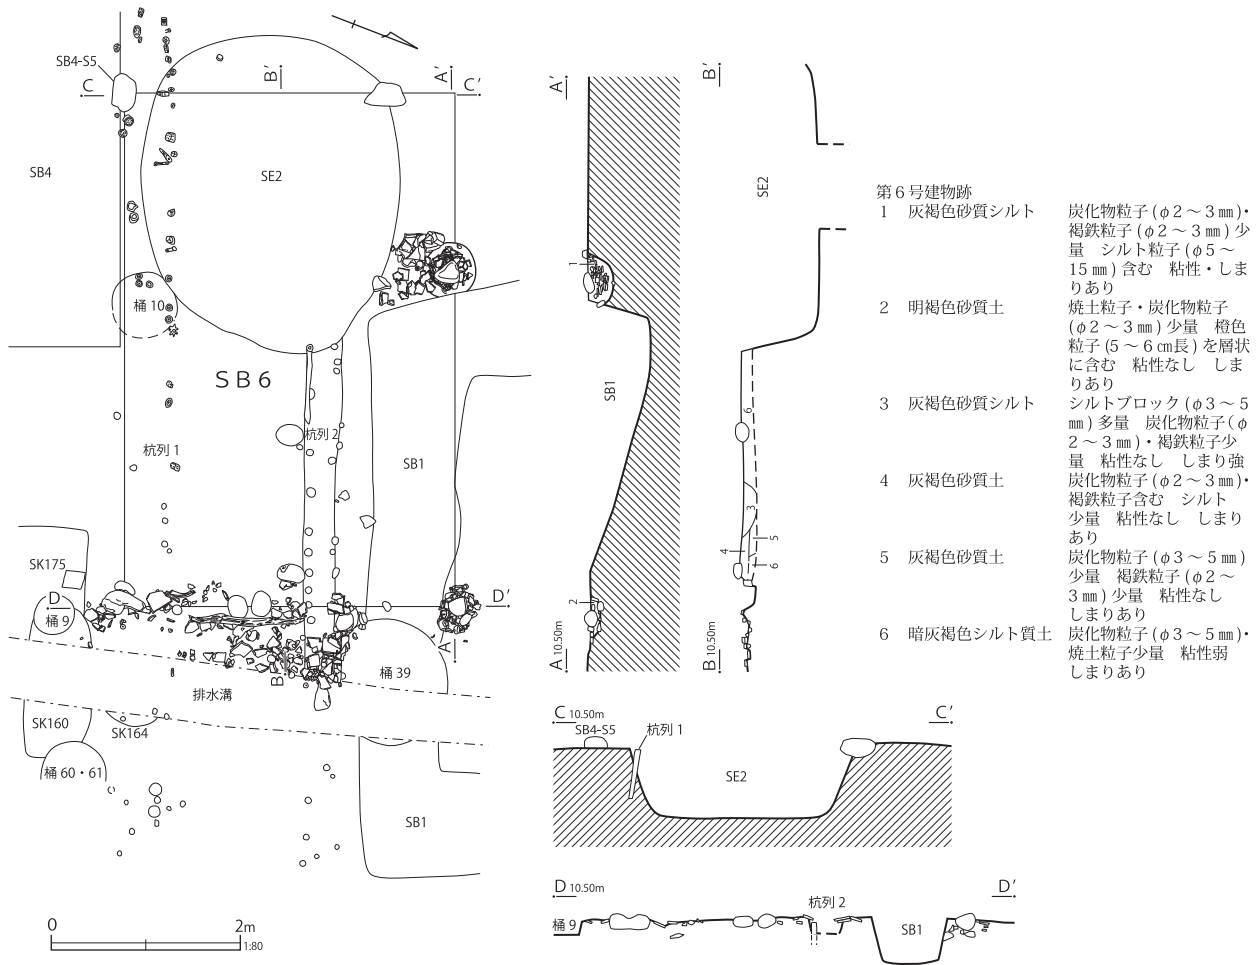 SB4-S5
C
B′
A′
C′
SB4
SE2
桶 10
SB6
杭列 2
杭列 1
SB1
SK175
D
D′
桶 9
A
桶 39
B
排水溝
SK160
SK164
桶 60・61
SB1
0
2m
1:80
A′
1
SB1
2
A 10.50m
B′
SE2
6
3
5
4
6
B 10.50m
第６号建物跡
1 灰褐色砂質シルト 炭化物粒子 (φ２～３㎜)・
褐鉄粒子 (φ２～３㎜) 少
量　シルト粒子 (φ５～
15 ㎜) 含む　粘性・しま
りあり
2 明褐色砂質土 焼土粒子・炭化物粒子
(φ２～３㎜) 少量　橙色
粒子 (５～６㎝長) を層状
に含む　粘性なし　しま
りあり
3 灰褐色砂質シルト シルトブロック (φ３～５
㎜) 多量　炭化物粒子(φ
２～３㎜)・褐鉄粒子少
量　粘性なし　しまり強
4 灰褐色砂質土 炭化物粒子 (φ２～３㎜)・
褐鉄粒子含む　シルト
少量　粘性なし　しまり
あり
5 灰褐色砂質土 炭化物粒子 (φ３～５㎜)
少量　褐鉄粒子 (φ２～
３㎜) 少量　粘性なし
しまりあり
6 暗灰褐色シルト質土 炭化物粒子 (φ３～５㎜)・
焼土粒子少量　粘性弱
しまりあり
C 10.50m
C′
SB4-S5
杭列 1
SE2
D 10.50m
D′
杭列 2
桶 9
SB1